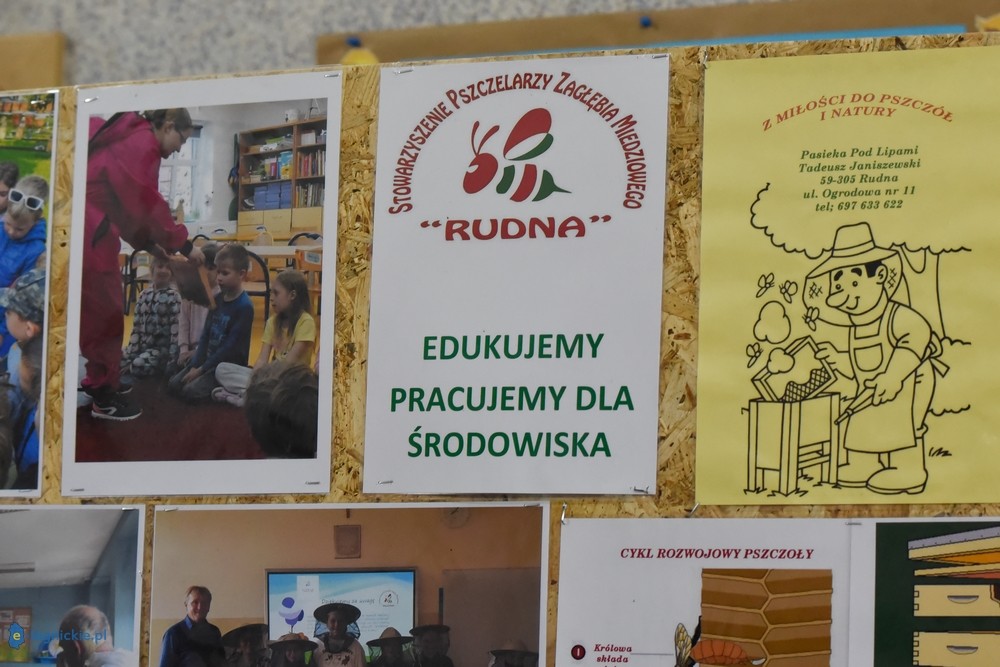 STOWARZYSZENIE PSZCZELARZY ZAGŁĘBIA MIEDZIOWEGO
"RUDNA"
EDUKUJEMY
PRACUJEMY DLA
ŚRODOWISKA
Z MIŁOŚCI DO PSZCZÓŁ
I NATURY
Pasieka Pod Lipami
Tadeusz Janiszewski
59-305 Rudna
ul. Ogrodowa nr 11
tel; 697 633 622
CYKL ROZWOJOWY PSZCZOŁY
1 Królowa
składa